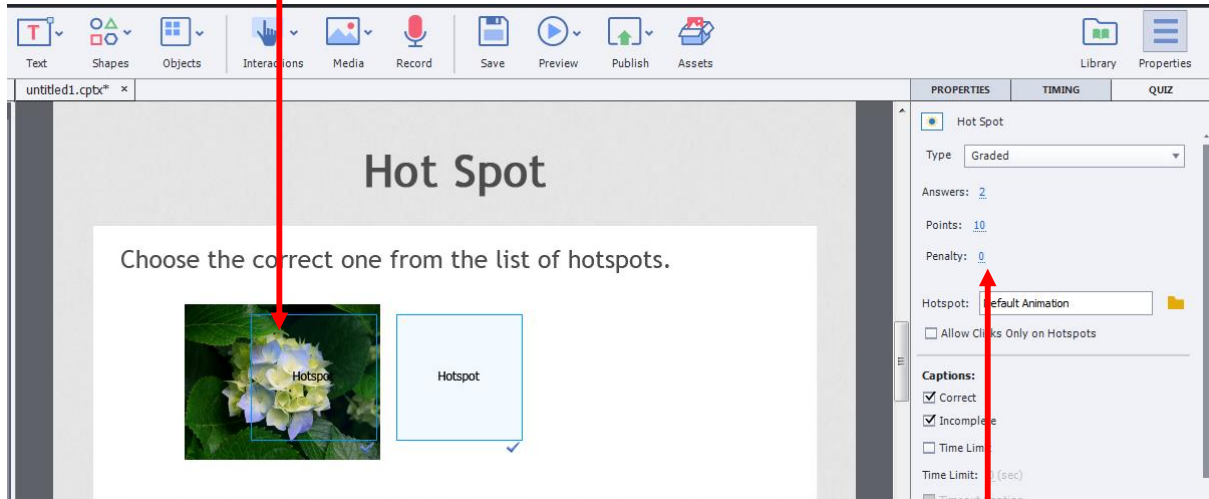 Text
Shapes
Objects
Interactions
Media
Record
Save
Preview
Publish
Assets
Library
Properties
untitled1.cptx* ×
PROPERTIES
TIMING
QUIZ
Hot Spot
Type Graded
Answers: 2
Points: 10
Penalty: 0
Hotspot: Default Animation
Allow Clicks Only on Hotspots
Captions:
Correct
Incomplete
Time Limit
Time Limit: (sec)
Hot Spot
Choose the correct one from the list of hotspots.
Hotspot
Hotspot